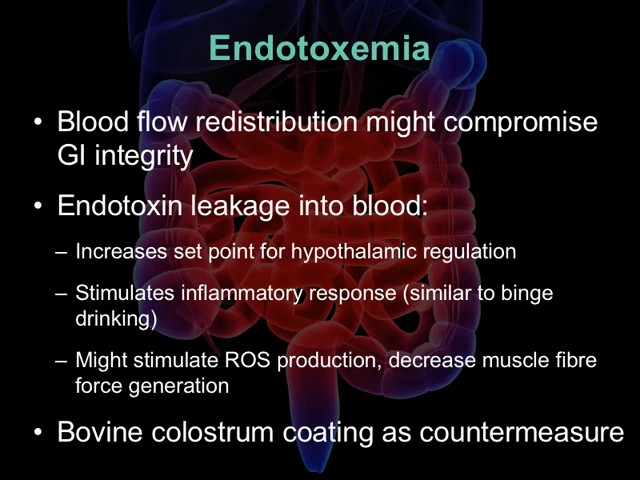 Endotoxemia
• Blood flow redistribution might compromise
GI integrity
• Endotoxin leakage into blood:
– Increases set point for hypothalamic regulation
– Stimulates inflammatory response (similar to binge
drinking)
– Might stimulate ROS production, decrease muscle fibre
force generation
• Bovine colostrum coating as countermeasure